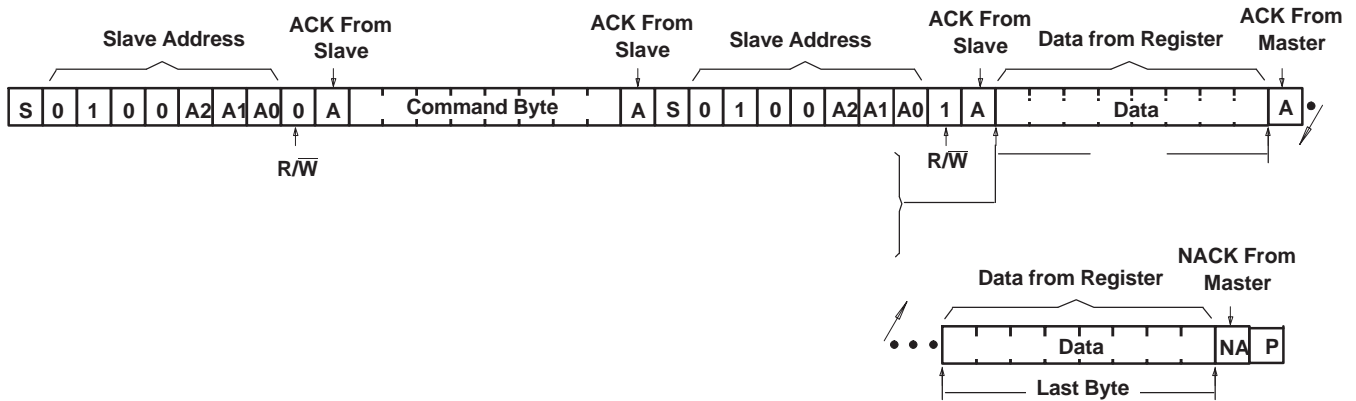 Slave Address
ACK From
Slave
ACK From
Slave
Slave Address
ACK From
Slave
Data from Register
ACK From
Master
S 0 1 0 0 A2 A1 A0 0 A Command Byte A S 0 1 0 0 A2 A1 A0 1 A Data A
R/W̅
R/W̅
Data from Register
NACK From
Master
Data NA P
Last Byte